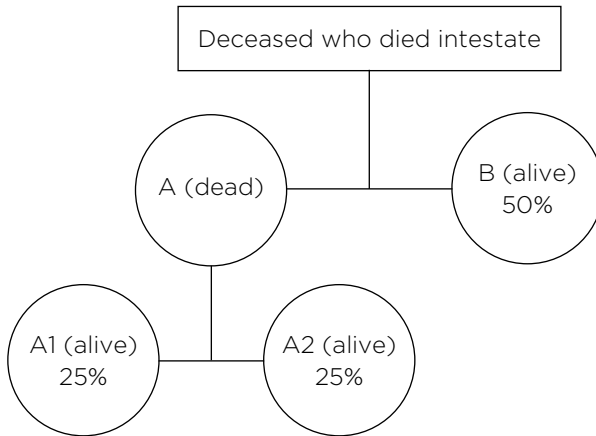 Deceased who died intestate
A (dead)
B (alive)
50%
A1 (alive)
25%
A2 (alive)
25%